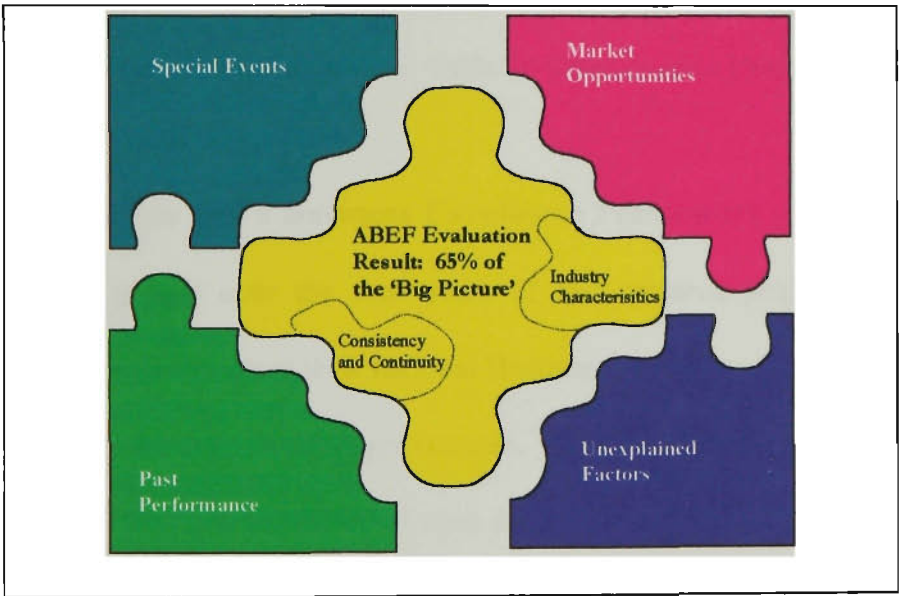 Special Events
Market
Opportunities
ABEF Evaluation
Result: 65% of
the ‘Big Picture’
Industry
Characterisitics
Consistency
and Continuity
Past
Performance
Unexplained
Factors